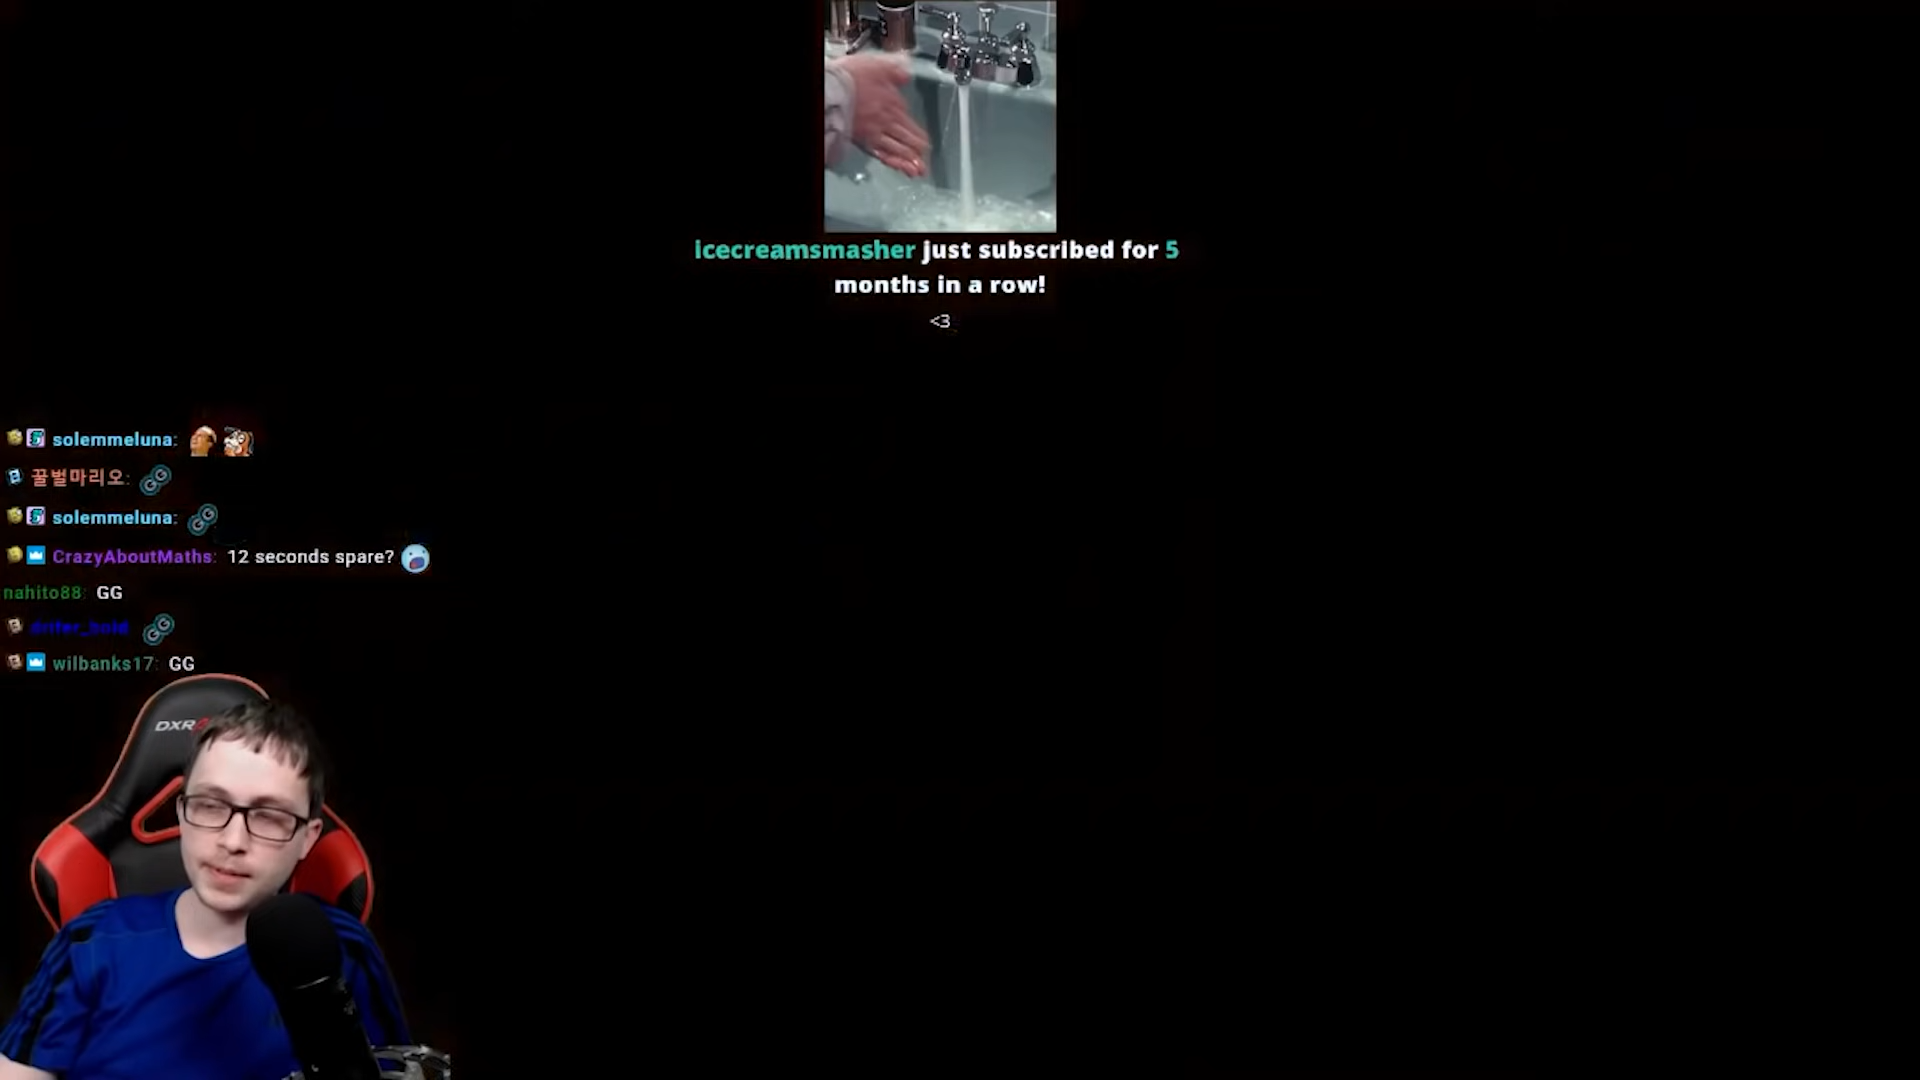 icecreamsmasher just subscribed for 5
months in a row!
<3
solemmeluna:
꿀벌마리오:
solemmeluna:
CrazyAboutMaths: 12 seconds spare?
nahito88: GG
wilbanks17: GG
DXR